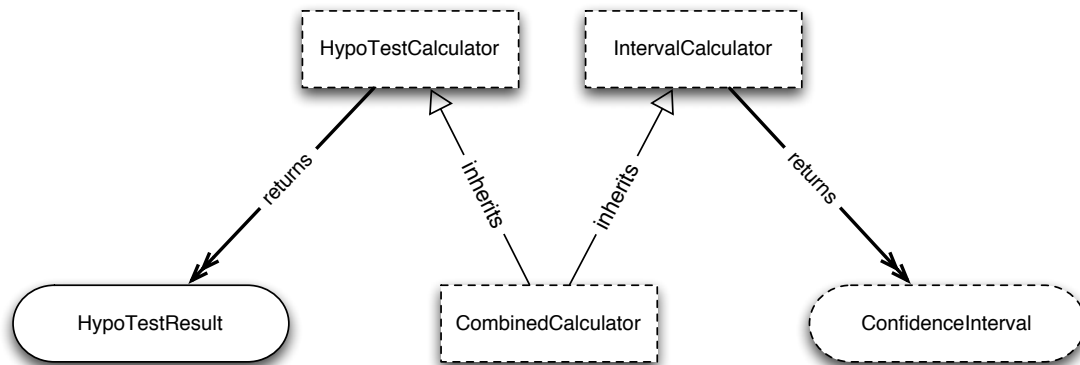 HypoTestCalculator
IntervalCalculator
returns
inherits
inherits
returns
HypoTestResult
CombinedCalculator
ConfidenceInterval